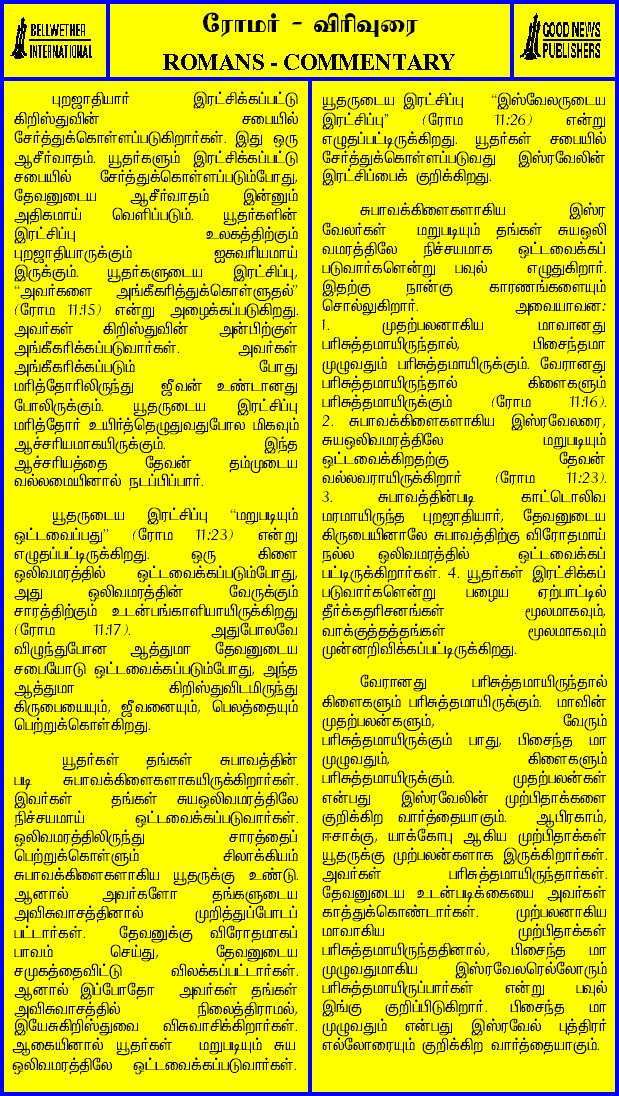 BELLWETHER
INTERNATIONAL
ரோமர் - விரிவுரை
ROMANS - COMMENTARY
GOOD NEWS
PUBLISHERS
புறஜாதியார் இரட்சிக்கப்பட்டு
கிறிஸ்துவின் சபையில்
சேர்த்துக்கொள்ளப்படுகிறார்கள். இது ஒரு
ஆசீர்வாதம். யூதர்களும் இரட்சிக்கப்பட்டு
சபையில் சேர்த்துக்கொள்ளப்படும்போது,
தேவனுடைய ஆசீர்வாதம் இன்னும்
அதிகமாய் வெளிப்படும். யூதர்களின்
இரட்சிப்பு உலகத்திற்கும்
புறஜாதியாருக்கும் ஐசுவரியமாய்
இருக்கும். யூதர்களுடைய இரட்சிப்பு,
“அவர்களை அங்கீகரித்துக்கொள்ளுதல்”
(ரோம 11:15) என்று அழைக்கப்படுகிறது.
அவர்கள் கிறிஸ்துவின் அன்பிற்குள்
அங்கீகரிக்கப்படுவார்கள். அவர்கள்
அங்கீகரிக்கப்படும் போது
மரித்தோரிலிருந்து ஜீவன் உண்டானது
போலிருக்கும். யூதருடைய இரட்சிப்பு
மரித்தோர் உயிர்த்தெழுதுவதுபோல மிகவும்
ஆச்சரியமாகயிருக்கும். இந்த
ஆச்சரியத்தை தேவன் தம்முடைய
வல்லமையினால் நடப்பிப்பார்.
யூதருடைய இரட்சிப்பு “மறுபடியும்
ஒட்டவைப்பது” (ரோம 11:23) என்று
எழுதப்பட்டிருக்கிறது. ஒரு கிளை
ஒலிவமரத்தில் ஒட்டவைக்கப்படும்போது,
அது ஒலிவமரத்தின் வேருக்கும்
சாரத்திற்கும் உடன்பங்காளியாயிருக்கிறது
(ரோம 11:17). அதுபோலவே
விழுந்துபோன ஆத்துமா தேவனுடைய
சபையோடு ஒட்டவைக்கப்படும்போது, அந்த
ஆத்துமா கிறிஸ்துவிடமிருந்து
கிருபையையும், ஜீவனையும், பெலத்தையும்
பெற்றுக்கொள்கிறது.
யூதர்கள் தங்கள் சுபாவத்தின்
படி சுபாவக்கிளைகளாகயிருக்கிறார்கள்.
இவர்கள் தங்கள் சுயஒலிவமரத்திலே
நிச்சயமாய் ஒட்டவைக்கப்படுவார்கள்.
ஒலிவமரத்திலிருந்து சாரத்தைப்
பெற்றுக்கொள்ளும் சிலாக்கியம்
சுபாவக்கிளைகளாகிய யூதருக்கு உண்டு.
ஆனால் அவர்களோ தங்களுடைய
அவிசுவாசத்தினால் முறித்துப்போடப்
பட்டார்கள். தேவனுக்கு விரோதமாகப்
பாவம் செய்து, தேவனுடைய
சமுகத்தைவிட்டு விலக்கப்பட்டார்கள்.
ஆனால் இப்போதோ அவர்கள் தங்கள்
அவிசுவாசத்தில் நிலைத்திராமல்,
இயேசுகிறிஸ்துவை விசுவாசிக்கிறார்கள்.
ஆகையினால் யூதர்கள் மறுபடியும் சுய
ஒலிவமரத்திலே ஒட்டவைக்கப்படுவார்கள்.
யூதருடைய இரட்சிப்பு “இஸ்வேலருடைய
இரட்சிப்பு” (ரோம 11:26) என்று
எழுதப்பட்டிருக்கிறது. யூதர்கள் சபையில்
சேர்த்துக்கொள்ளப்படுவது இஸ்ரவேலின்
இரட்சிப்பைக் குறிக்கிறது.
சுபாவக்கிளைகளாகிய இஸ்ர
வேலர்கள் மறுபடியும் தங்கள் சுயஒலி
வமரத்திலே நிச்சயமாக ஒட்டவைக்கப்
படுவார்களென்று பவுல் எழுதுகிறார்.
இதற்கு நான்கு காரணங்களையும்
சொல்லுகிறார். அவையாவன:
1. முதற்பலனாகிய மாவானது
பரிசுத்தமாயிருந்தால், பிசைந்தமா
முழுவதும் பரிசுத்தமாயிருக்கும். வேரானது
பரிசுத்தமாயிருந்தால் கிளைகளும்
பரிசுத்தமாயிருக்கும் (ரோம 11:16).
2. சுபாவக்கிளைகளாகிய இஸ்ரவேலரை,
சுயஒலிவமரத்திலே மறுபடியும்
ஒட்டவைக்கிறதற்கு தேவன்
வல்லவராயிருக்கிறார் (ரோம 11:23).
3. சுபாவத்தின்படி காட்டொலிவ
மரமாயிருந்த புறஜாதியார், தேவனுடைய
கிருபையினாலே சுபாவத்திற்கு விரோதமாய்
நல்ல ஒலிவமரத்தில் ஒட்டவைக்கப்
பட்டிருக்கிறார்கள். 4. யூதர்கள் இரட்சிக்கப்
படுவார்களென்று பழைய ஏற்பாட்டில்
தீர்க்கதரிசனங்கள் மூலமாகவும்,
வாக்குத்தத்தங்கள் மூலமாகவும்
முன்னறிவிக்கப்பட்டிருக்கிறது.
வேரானது பரிசுத்தமாயிருந்தால்
கிளைகளும் பரிசுத்தமாயிருக்கும். மாவின்
முதற்பலன்களும், வேரும்
பரிசுத்தமாயிருக்கும் பாது, பிசைந்த மா
முழுவதும், கிளைகளும்
பரிசுத்தமாயிருக்கும். முதற்பலன்கள்
என்பது இஸ்ரவேலின் முற்பிதாக்களை
குறிக்கிற வார்த்தையாகும். ஆபிரகாம்,
ஈசாக்கு, யாக்கோபு ஆகிய முற்பிதாக்கள்
யூதருக்கு முற்பலன்களாக இருக்கிறார்கள்.
அவர்கள் பரிசுத்தமாயிருந்தார்கள்.
தேவனுடைய உடன்படிக்கையை அவர்கள்
காத்துக்கொண்டார்கள். முற்பலனாகிய
மாவாகிய முற்பிதாக்கள்
பரிசுத்தமாயிருந்ததினால், பிசைந்த மா
முழுவதுமாகிய இஸ்ரவேலரெல்லோரும்
பரிசுத்தமாயிருப்பார்கள் என்று பவுல்
இங்கு குறிப்பிடுகிறார். பிசைந்த மா
முழுவதும் என்பது இஸ்ரவேல் புத்திரர்
எல்லோரையும் குறிக்கிற வார்த்தையாகும்.